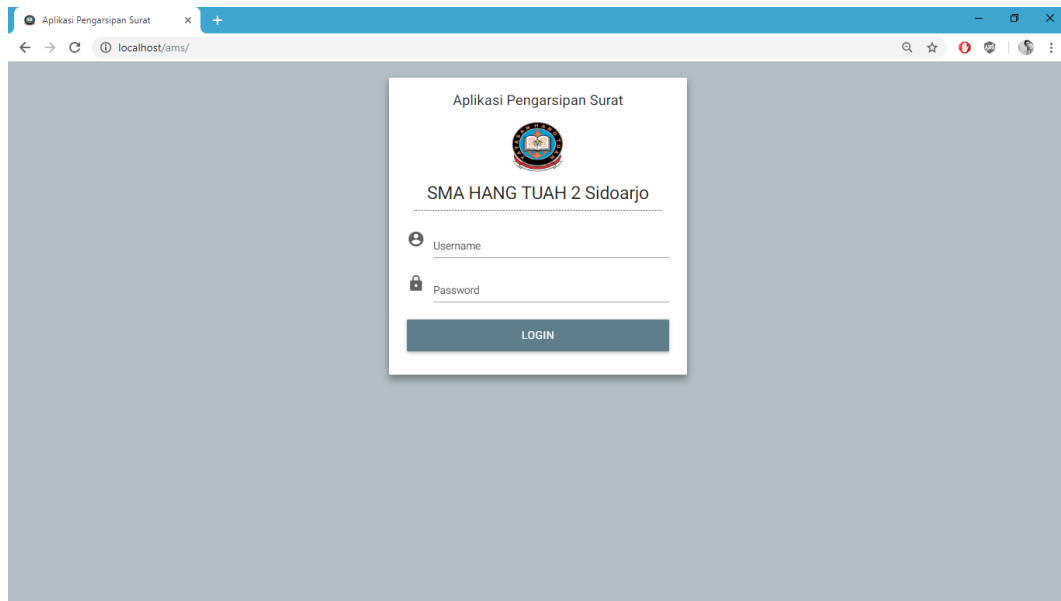 Aplikasi Pengarsipan Surat
localhost/ams/
Aplikasi Pengarsipan Surat
SMA HANG TUAH 2 Sidoarjo
Username
Password
LOGIN